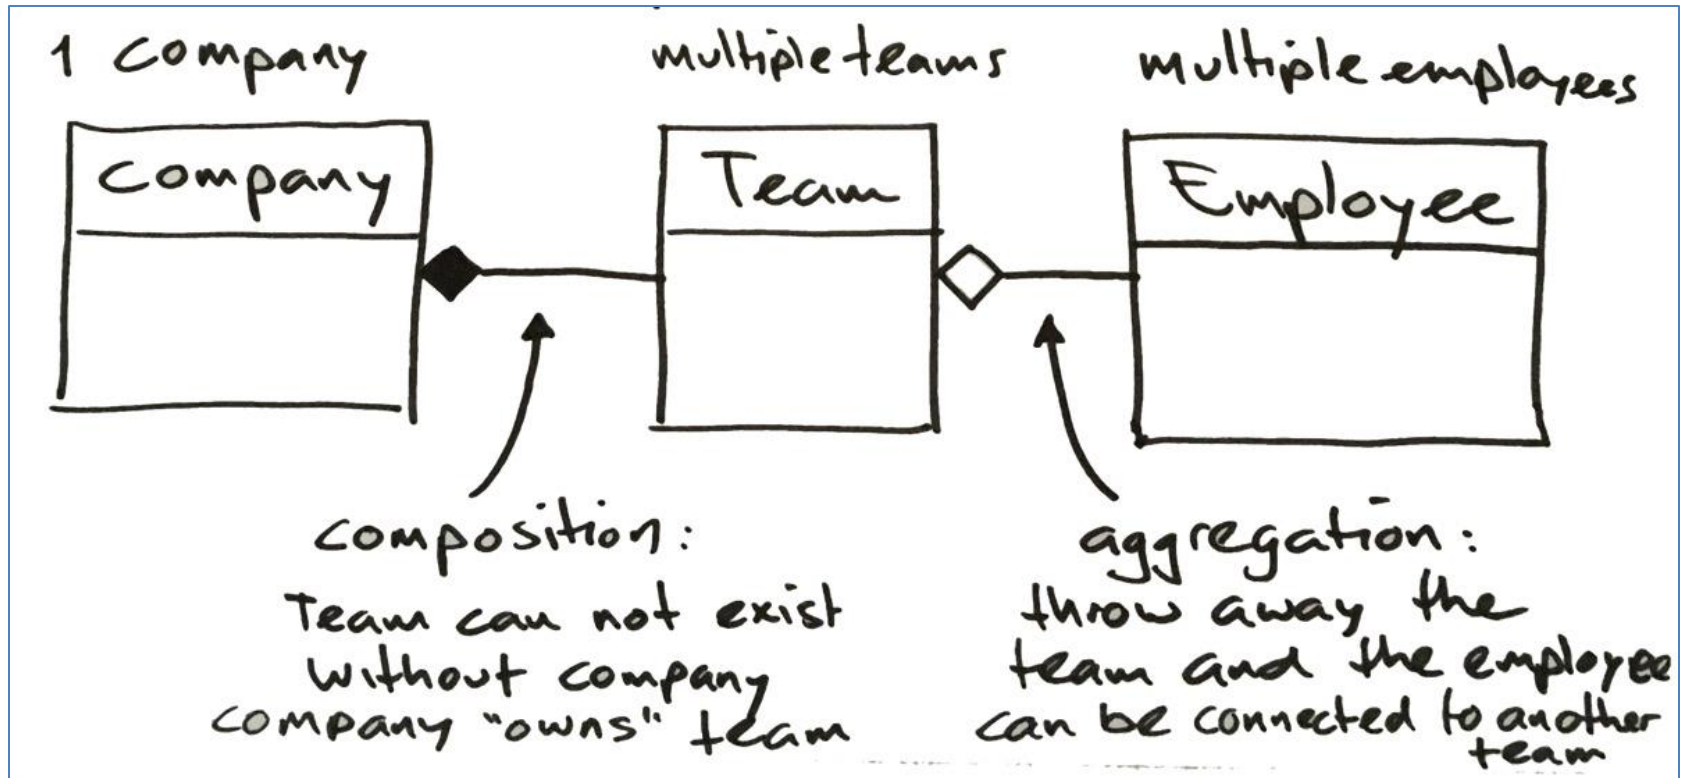 1 company
multiple teams
multiple employees
Company
Team
Employee
composition:
Team can not exist
without company
company "owns" team
aggregation:
throw away the
team and the employee
can be connected to another
team